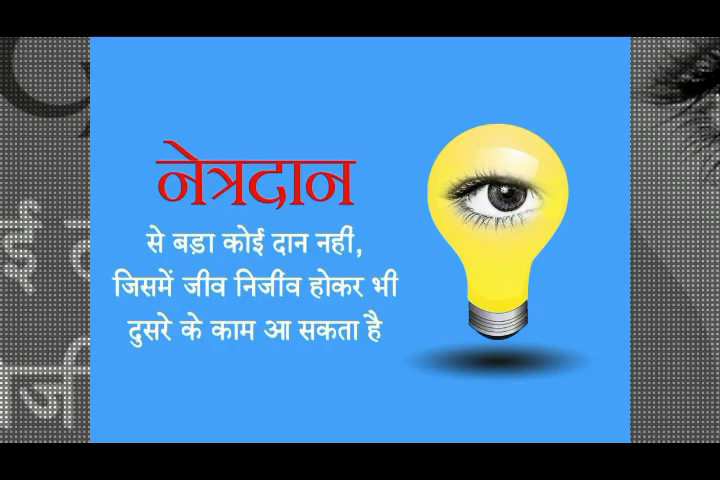 नेत्रदान
से बड़ा कोई दान नहीं,
जिसमें जीव निर्जीव होकर भी
दुसरे के काम आ सकता है